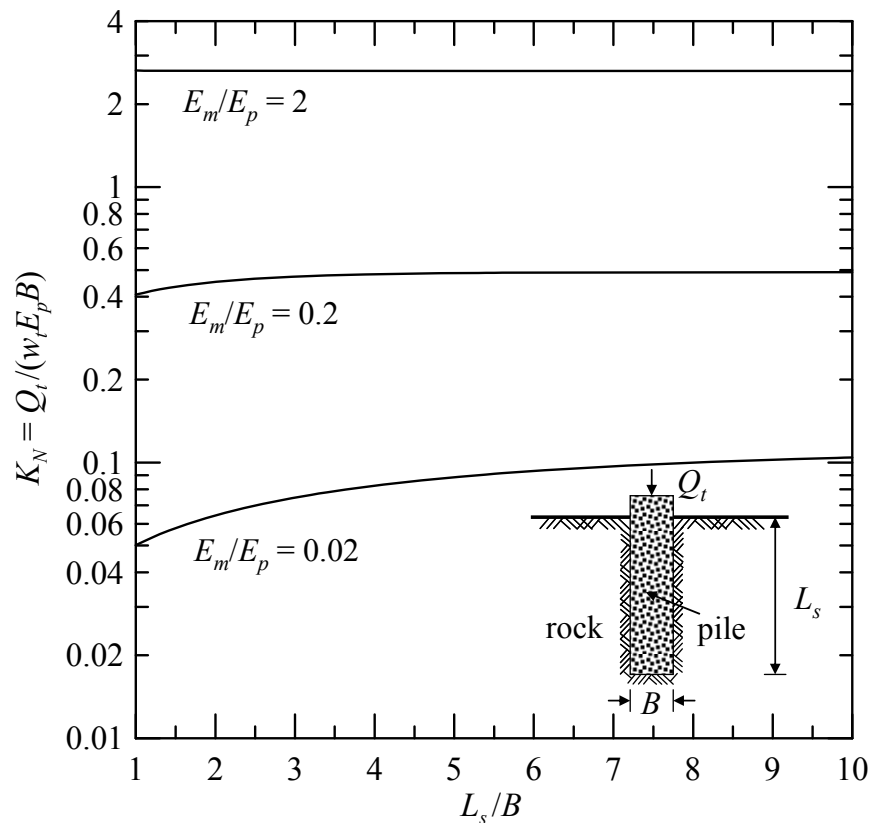 4
2
1
0.8
0.6
0.4
0.2
0.1
0.08
0.06
0.04
0.02
0.01
K_N = Q_t/(w_tE_pB)
E_m/E_p = 2
E_m/E_p = 0.2
E_m/E_p = 0.02
Q_t
L_s
rock
pile
B
1 2 3 4 5 6 7 8 9 10
L_s/B